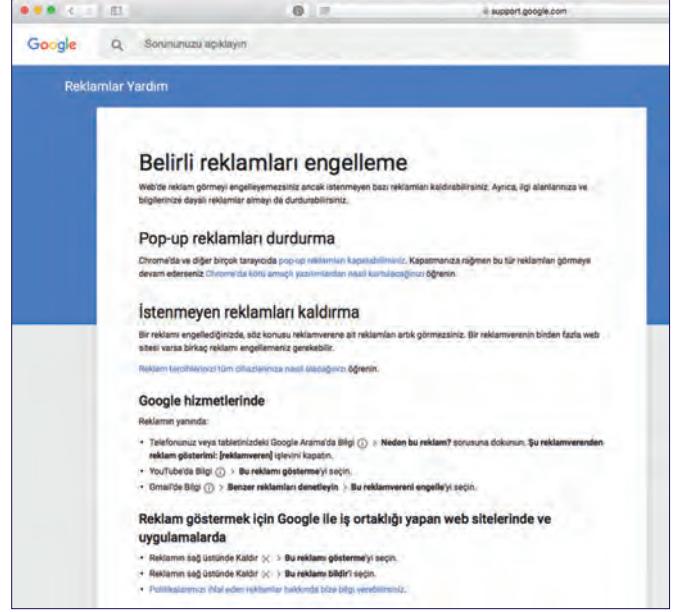 support.google.com
Google
Sorununuzu açıklayın
Reklamlar Yardım
Belirli reklamları engelleme
Web'de reklam görmeyi engelleyemezsiniz ancak istenmeyen bazı reklamları kaldırabilirsiniz. Ayrıca, ilgi alanlarınıza ve
bilgilerinize dayalı reklamlar almayı da durdurabilirsiniz.
Pop-up reklamları durdurma
Chrome'da ve diğer birçok tarayıcıda pop-up reklamları kapatabilirsiniz. Kapatmanıza rağmen bu tür reklamları görmeye
devam ederseniz Chrome'da kötü amaçlı yazılımlardan nasıl kurtulacağınızı öğrenin.
İstenmeyen reklamları kaldırma
Bir reklamı engellediğinizde, söz konusu reklamverene ait reklamları artık görmezsiniz. Bir reklamverenin birden fazla web
sitesi varsa birkaç reklamı engellemeniz gerekebilir.
Reklam tercihlerinizi tüm cihazlarınıza nasıl alacağınızı öğrenin.
Google hizmetlerinde
Reklamın yanında:
• Telefonunuz veya tabletinizdeki Google Arama'da Bilgi > Neden bu reklam? sorusuna dokunun. Şu reklamverenden
reklam gösterimi: [reklamveren] işlevini kapatın.
• YouTube'da Bilgi > Bu reklamı gösterme'yi seçin.
• Gmail'de Bilgi > Benzer reklamları denetleyin > Bu reklamvereni engelle'yi seçin.
Reklam göstermek için Google ile iş ortaklığı yapan web sitelerinde ve
uygulamalarda
• Reklamın sağ üstünde Kaldır > Bu reklamı gösterme'yi seçin.
• Reklamın sağ üstünde Kaldır > Bu reklamı bildir'i seçin.
• Politikalarımızı ihlal eden reklamlar hakkında bize bilgi verebilirsiniz.